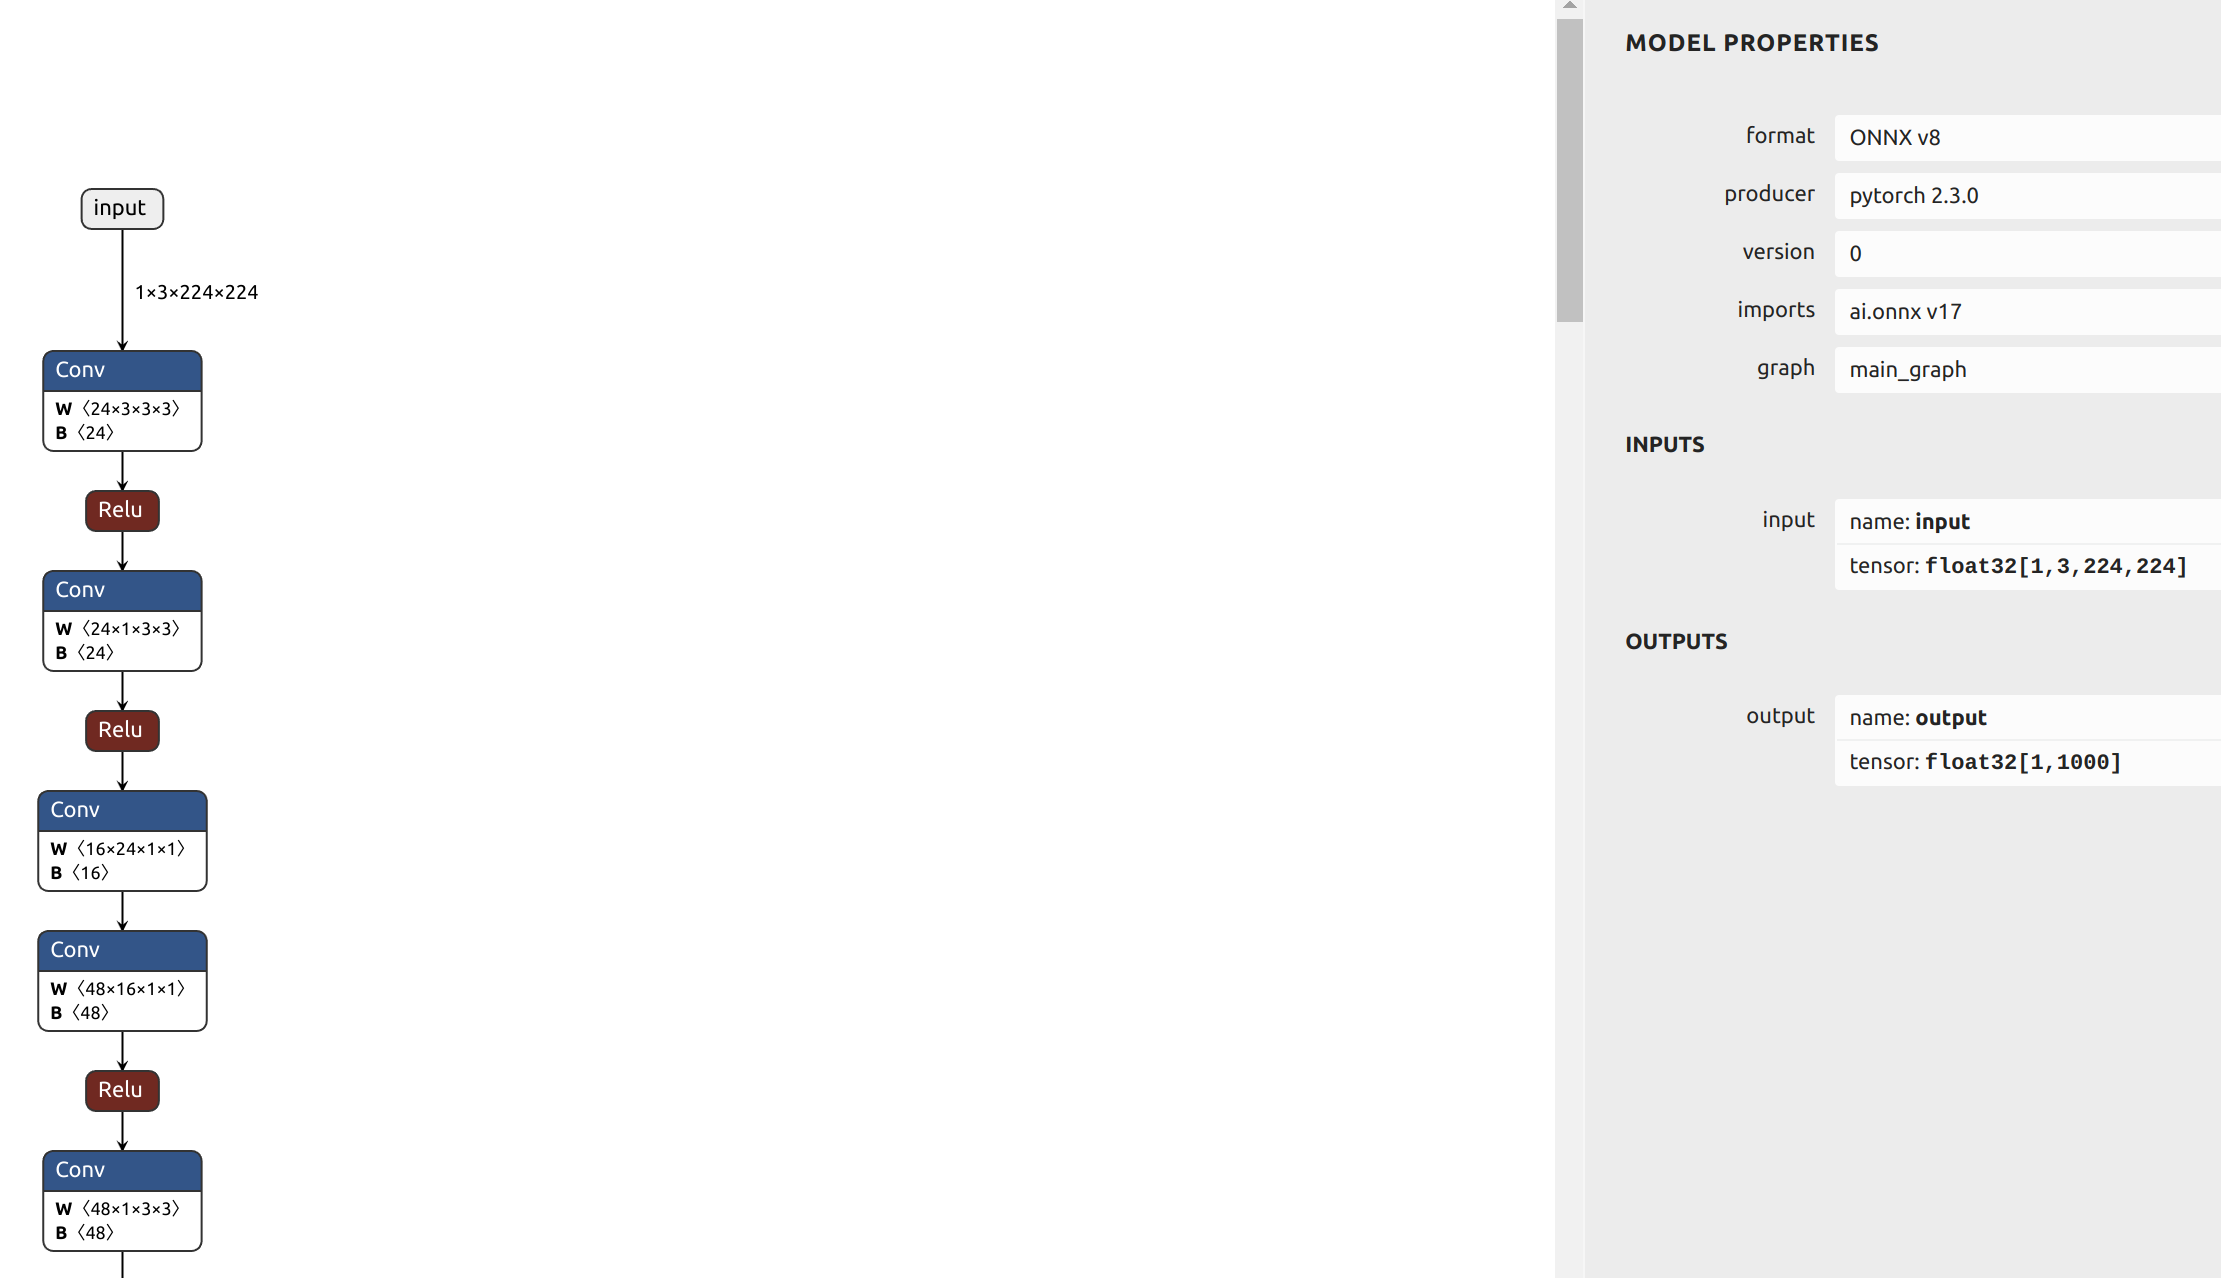 input
1×3×224×224
Conv
W ⟨24×3×3×3⟩
B ⟨24⟩
Relu
Conv
W ⟨24×1×3×3⟩
B ⟨24⟩
Relu
Conv
W ⟨16×24×1×1⟩
B ⟨16⟩
Conv
W ⟨48×16×1×1⟩
B ⟨48⟩
Relu
Conv
W ⟨48×1×3×3⟩
B ⟨48⟩
MODEL PROPERTIES
format ONNX v8
producer pytorch 2.3.0
version 0
imports ai.onnx v17
graph main_graph
INPUTS
input name: input
tensor: float32[1,3,224,224]
OUTPUTS
output name: output
tensor: float32[1,1000]